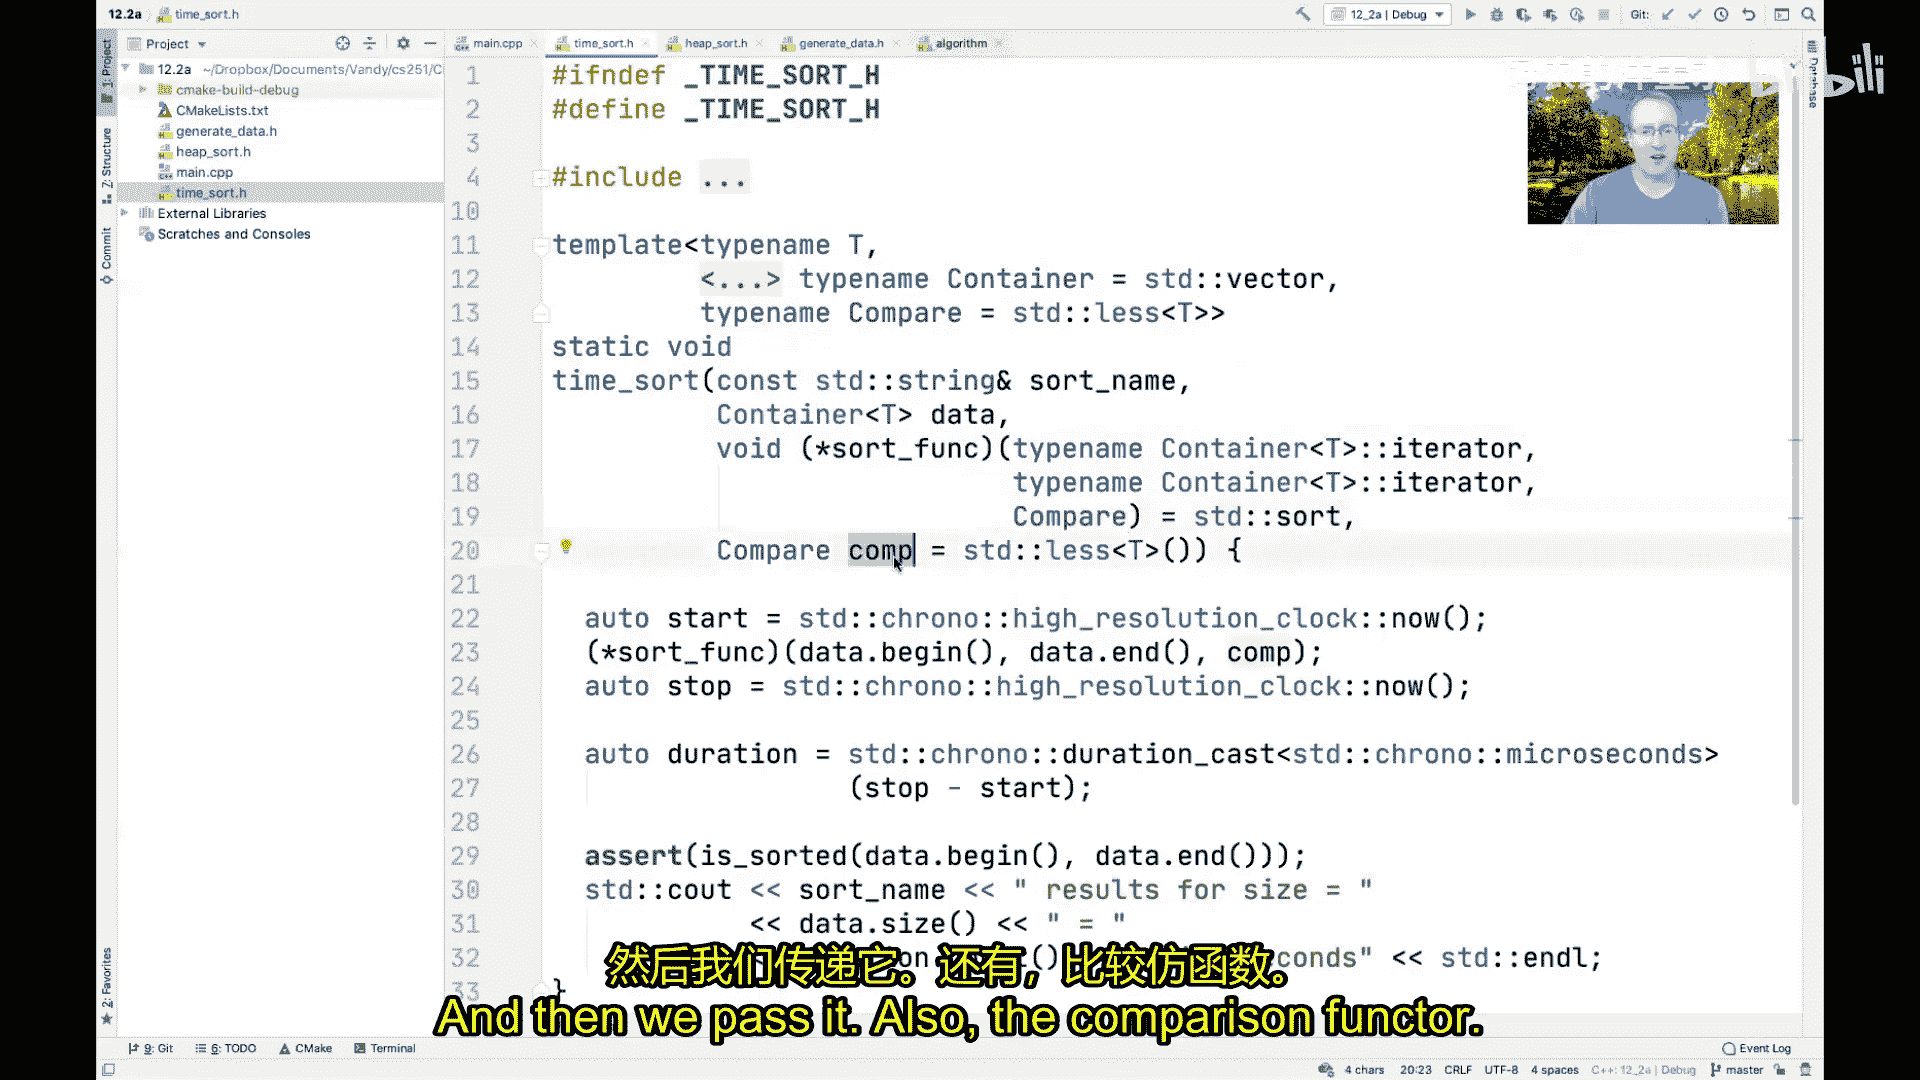 12.2a time_sort.h
12_2a | Debug
Git:
Project
main.cpp
time_sort.h
heap_sort.h
generate_data.h
algorithm
1: Project
Z: Structure
Commit
2: Favorites
Database
bilibili
12.2a ~/Dropbox/Documents/Vandy/cs251/C
cmake-build-debug
CMakeLists.txt
generate_data.h
heap_sort.h
main.cpp
time_sort.h
External Libraries
Scratches and Consoles
1 #ifndef _TIME_SORT_H
2 #define _TIME_SORT_H
3
4 #include ...
10
11 template<typename T,
12 <...> typename Container = std::vector,
13 typename Compare = std::less<T>>
14 static void
15 time_sort(const std::string& sort_name,
16 Container<T> data,
17 void (*sort_func)(typename Container<T>::iterator,
18 typename Container<T>::iterator,
19 Compare) = std::sort,
20 Compare comp = std::less<T>()) {
21
22 auto start = std::chrono::high_resolution_clock::now();
23 (*sort_func)(data.begin(), data.end(), comp);
24 auto stop = std::chrono::high_resolution_clock::now();
25
26 auto duration = std::chrono::duration_cast<std::chrono::microseconds>
27 (stop - start);
28
29 assert(is_sorted(data.begin(), data.end()));
30 std::cout << sort_name << " results for size = "
31 << data.size() << " = "
32 conds" << std::endl;
33 }
然后我们传递它。还有，比较仿函数。
And then we pass it. Also, the comparison functor.
9: Git
6: TODO
CMake
Terminal
Event Log
4 chars 20:23 CRLF UTF-8 4 spaces C++: 12_2a | Debug master